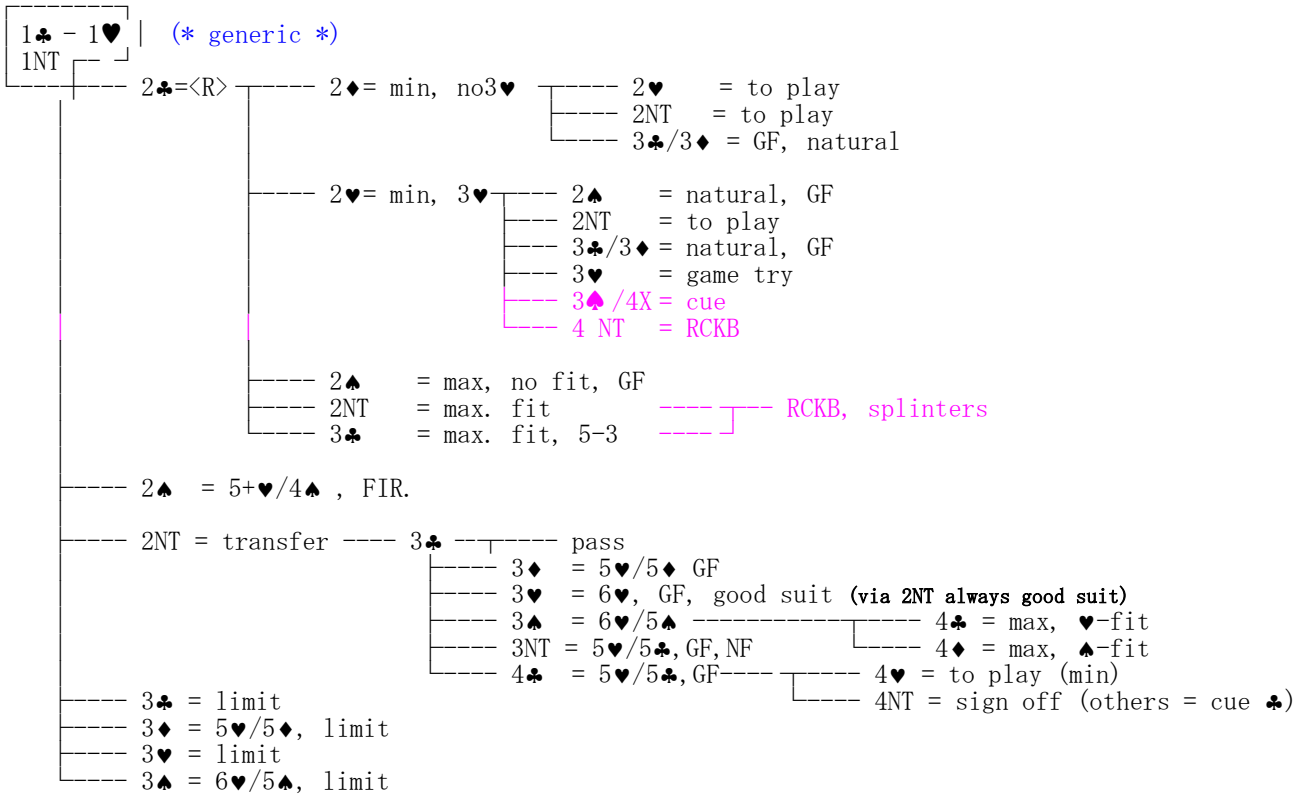 1♣ - 1♥ (* generic *)
1NT
2♣=<R> 2♦= min, no3♥ 2♥ = to play
2NT = to play
3♣/3♦ = GF, natural
2♥= min, 3♥ 2♠ = natural, GF
2NT = to play
3♣/3♦ = natural, GF
3♥ = game try
3♠/4X = cue
4 NT = RCKB
2♠ = max, no fit, GF
2NT = max. fit RCKB, splinters
3♣ = max. fit, 5-3
2♠ = 5+♥/4♠ , FIR.
2NT = transfer 3♣ pass
3♦ = 5♥/5♦ GF
3♥ = 6♥, GF, good suit (via 2NT always good suit)
3♠ = 6♥/5♠ 4♣ = max, ♥-fit
3NT = 5♥/5♣,GF,NF 4♦ = max, ♠-fit
4♣ = 5♥/5♣,GF 4♥ = to play (min)
3♣ = limit 4NT = sign off (others = cue ♣)
3♦ = 5♥/5♦, limit
3♥ = limit
3♠ = 6♥/5♠, limit